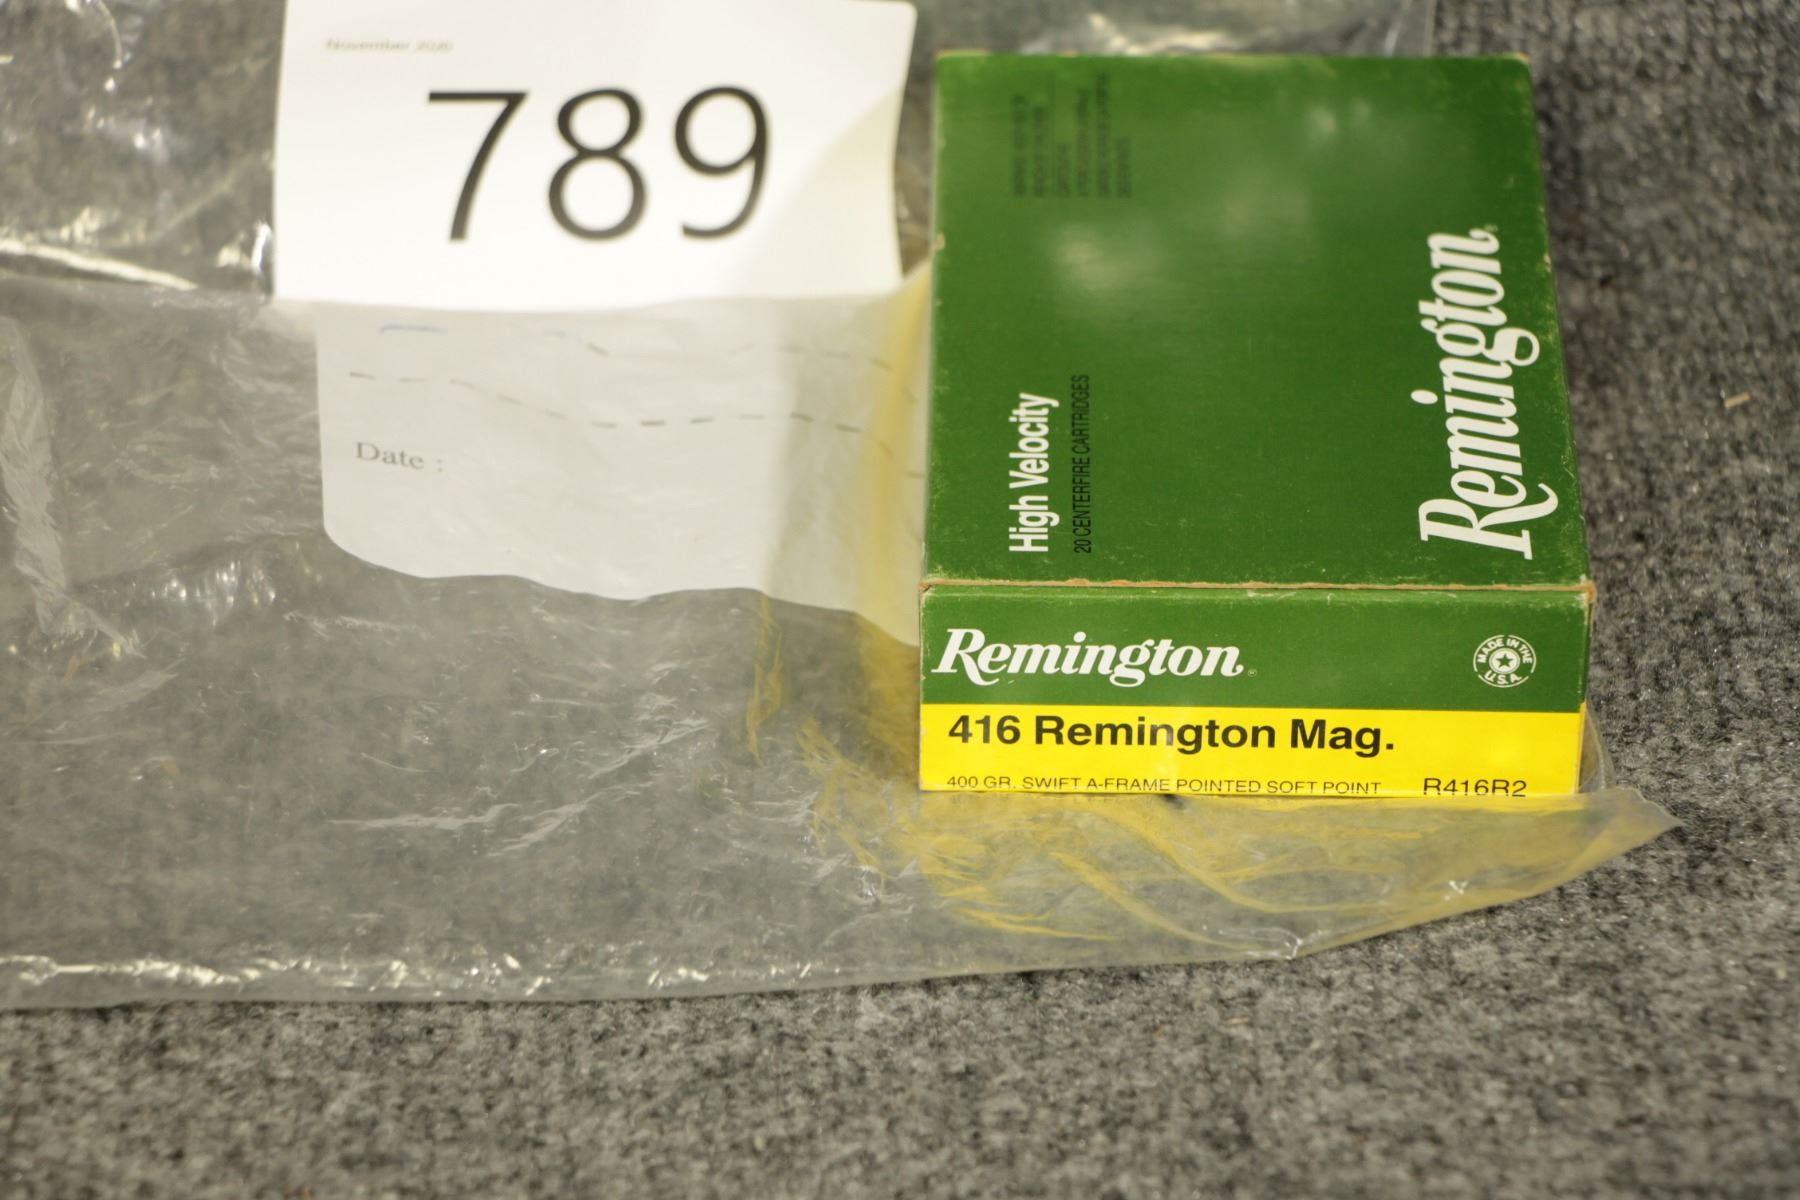 November 2020
789
Date :
High Velocity
20 CENTERFIRE CARTRIDGES
Remington
Remington
MADE IN THE U.S.A.
416 Remington Mag.
400 GR. SWIFT A-FRAME POINTED SOFT POINT R416R2